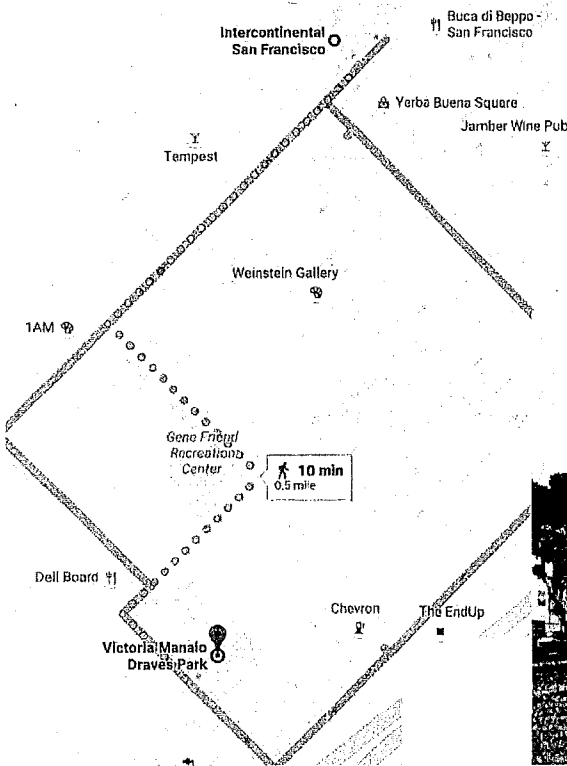 Intercontinental
San Francisco
Buca di Beppo -
San Francisco
Yerba Buena Square
Jamber Wine Pub
Tempest
Weinstein Gallery
1AM
Gene Friend
Recreation
Center
10 min
0.5 mile
Deli Board
Chevron
The EndUp
Victoria Manalo
Draves Park